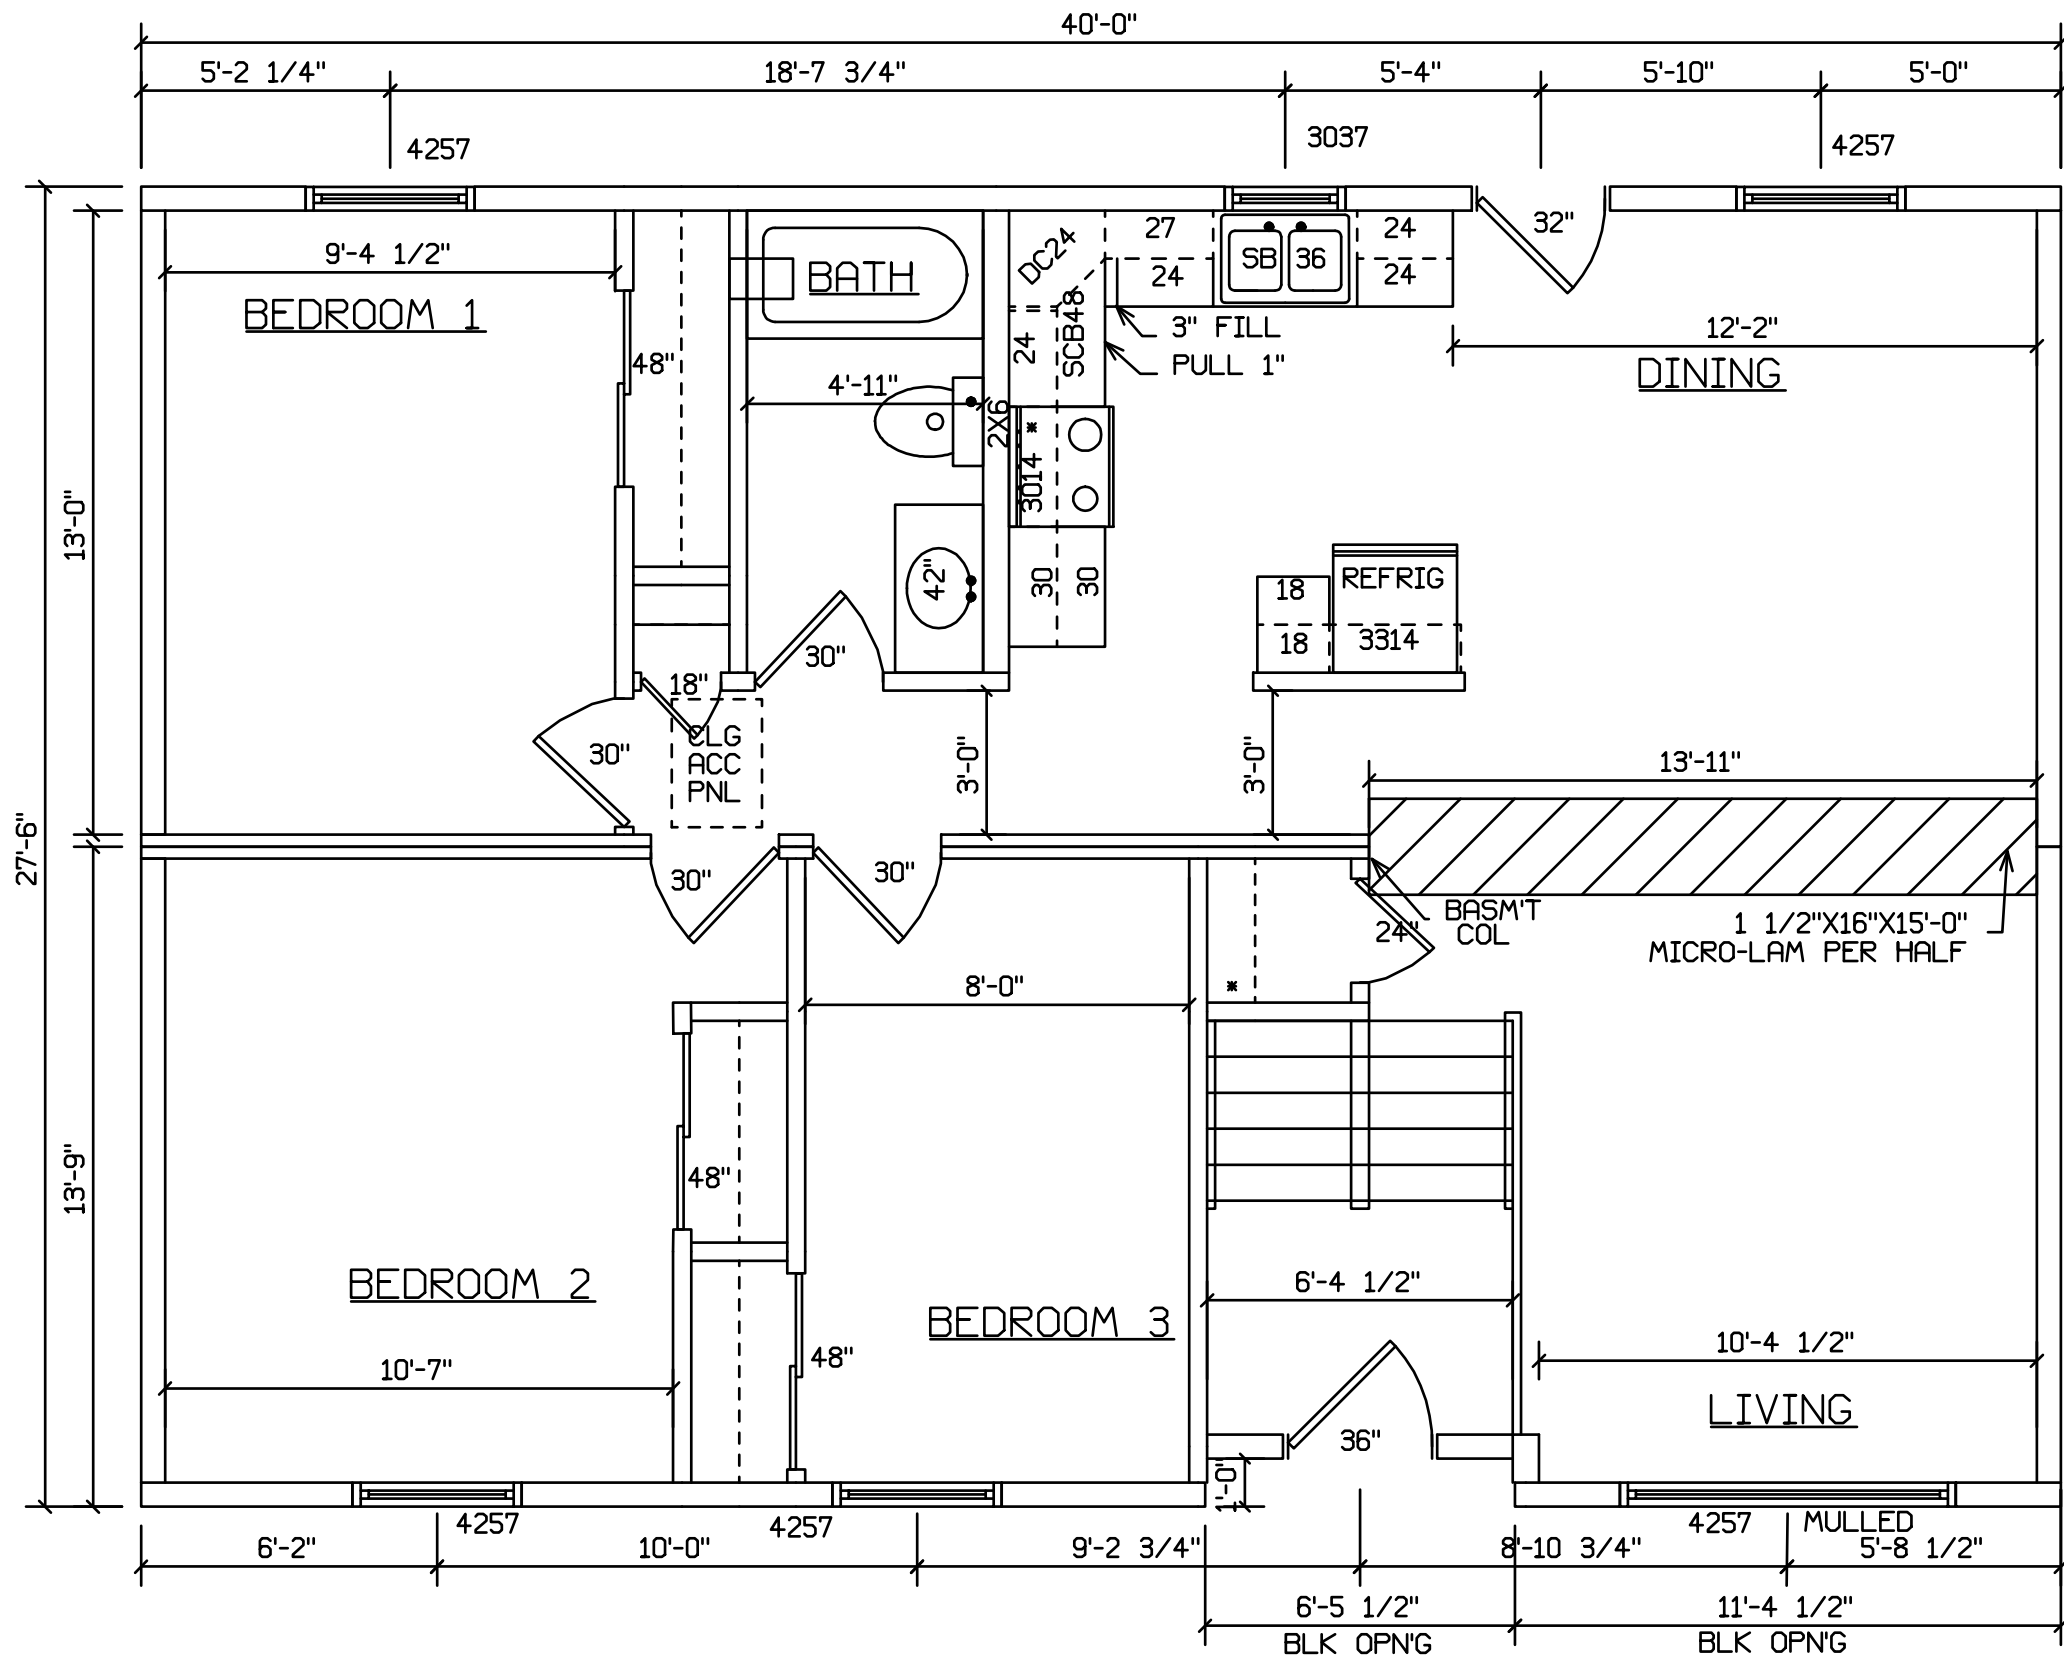 40'-0"
5'-2 1/4"
18'-7 3/4"
5'-4"
5'-10"
5'-0"
4257
3037
4257
32"
27
24
SB 36
24
24
DC24
9'-4 1/2"
BATH
BEDROOM 1
3" FILL
PULL 1"
12'-2"
DINING
48"
24
SCB48
4'-11"
2X6
*
3014
13'-0"
42"
30
30
18
REFRIG
18
3314
30"
18"
30"
CLG
ACC
PNL
3'-0"
3'-0"
13'-11"
27'-6"
30"
30"
24"
BASM'T
COL
1 1/2"X16"X15'-0"
MICRO-LAM PER HALF
8'-0"
*
13'-9"
48"
BEDROOM 2
6'-4 1/2"
BEDROOM 3
48"
10'-7"
10'-4 1/2"
LIVING
36"
1'-0"
4257
4257
4257
MULLED
6'-2"
10'-0"
9'-2 3/4"
8'-10 3/4"
5'-8 1/2"
6'-5 1/2"
BLK OPN'G
11'-4 1/2"
BLK OPN'G